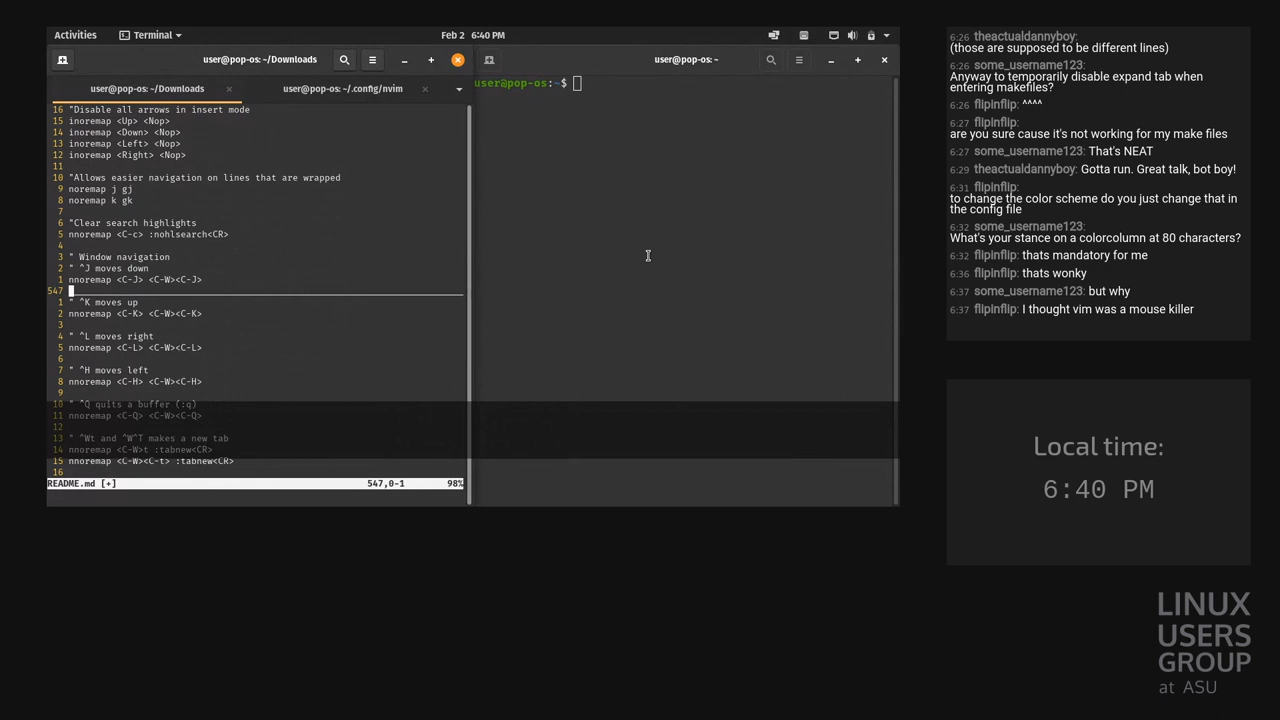 Activities
Terminal
Feb 2 6:40 PM
user@pop-os: ~/Downloads
user@pop-os: ~
user@pop-os: ~/Downloads ×
user@pop-os: ~/.config/nvim ×
16 "Disable all arrows in insert mode
15 inoremap <Up> <Nop>
14 inoremap <Down> <Nop>
13 inoremap <Left> <Nop>
12 inoremap <Right> <Nop>
11
10 "Allows easier navigation on lines that are wrapped
9 noremap j gj
8 noremap k gk
7
6 "Clear search highlights
5 nnoremap <C-c> :nohlsearch<CR>
4
3 " Window navigation
2 " ^J moves down
1 nnoremap <C-J> <C-W><C-J>
547
1 " ^K moves up
2 nnoremap <C-K> <C-W><C-K>
3
4 " ^L moves right
5 nnoremap <C-L> <C-W><C-L>
6
7 " ^H moves left
8 nnoremap <C-H> <C-W><C-H>
9
10 " ^Q quits a buffer (:q)
11 nnoremap <C-Q> <C-W><C-Q>
12
13 " ^Wt and ^W^T makes a new tab
14 nnoremap <C-W>t :tabnew<CR>
15 nnoremap <C-W><C-t> :tabnew<CR>
16
README.md [+] 547,0-1 98%
user@pop-os:~$
6:26 theactualdannyboy:
(those are supposed to be different lines)
6:26 some_username123:
Anyway to temporarily disable expand tab when
entering makefiles?
6:26 flipinflip: ^^^^
6:27 flipinflip:
are you sure cause it's not working for my make files
6:27 some_username123: That's NEAT
6:29 theactualdannyboy: Gotta run. Great talk, bot boy!
6:31 flipinflip:
to change the color scheme do you just change that in
the config file
6:32 some_username123:
What's your stance on a colorcolumn at 80 characters?
6:32 flipinflip: thats mandatory for me
6:36 flipinflip: thats wonky
6:37 some_username123: but why
6:37 flipinflip: I thought vim was a mouse killer
Local time:
6:40 PM
LINUX
USERS
GROUP
at ASU